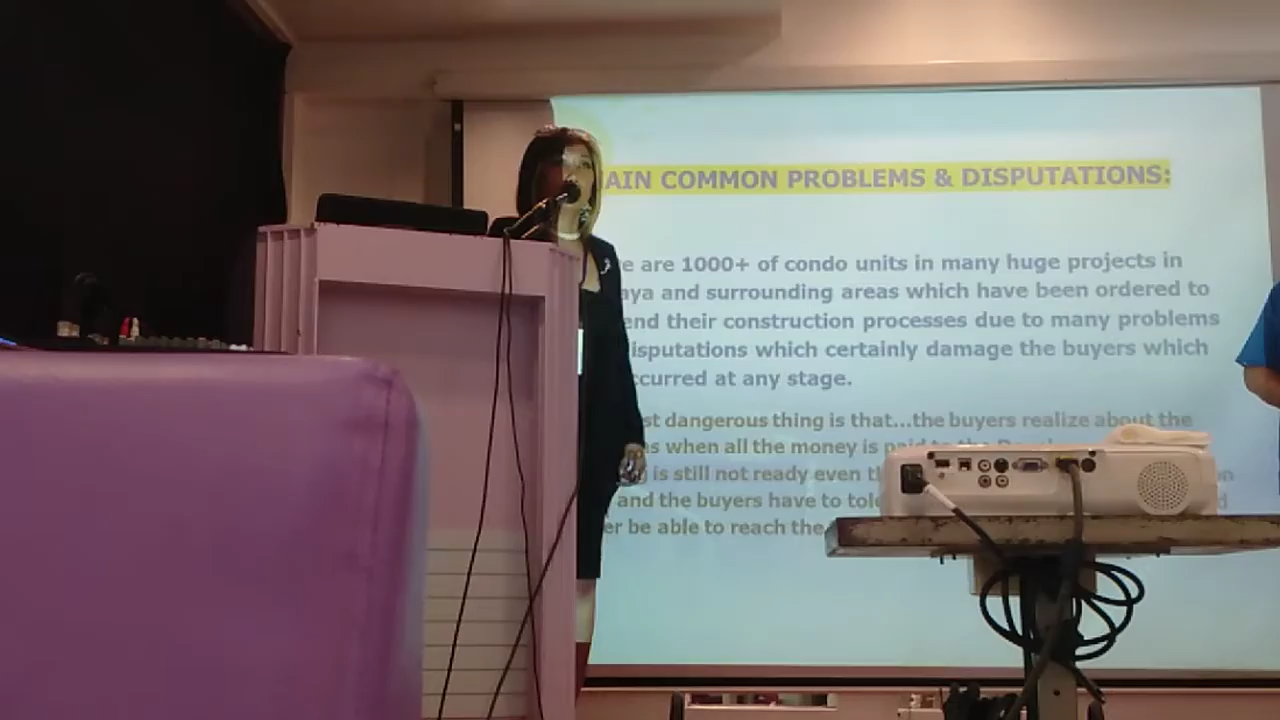 AIN COMMON PROBLEMS & DISPUTATIONS:
e are 1000+ of condo units in many huge projects in
aya and surrounding areas which have been ordered to
end their construction processes due to many problems
isputations which certainly damage the buyers which
ccurred at any stage.
st dangerous thing is that...the buyers realize about the
s when all the money is paid to the
g is still not ready even
and the buyers have to
er be able to reach the